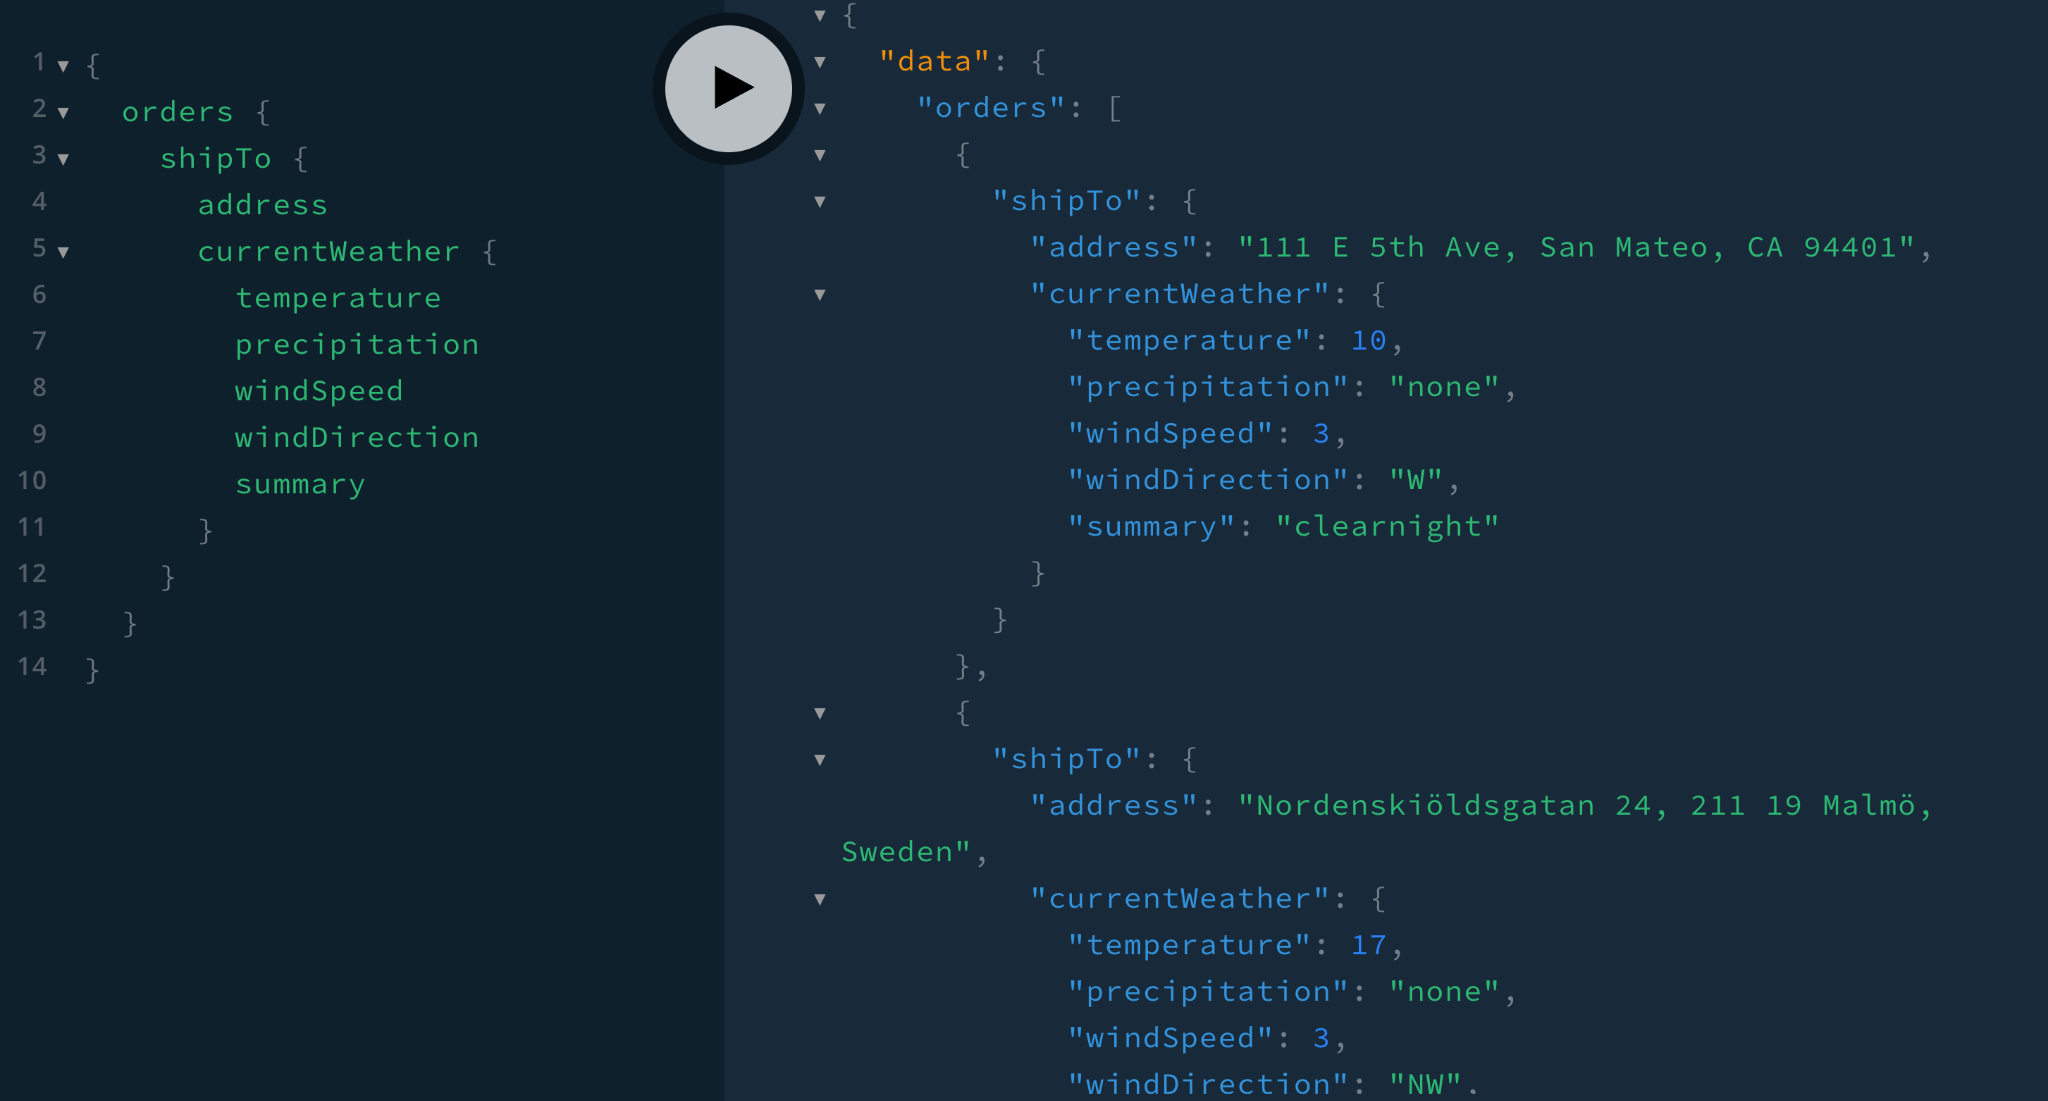 1 {
2 orders {
3 shipTo {
4 address
5 currentWeather {
6 temperature
7 precipitation
8 windSpeed
9 windDirection
10 summary
11 }
12 }
13 }
14 }
{
"data": {
"orders": [
{
"shipTo": {
"address": "111 E 5th Ave, San Mateo, CA 94401",
"currentWeather": {
"temperature": 10,
"precipitation": "none",
"windSpeed": 3,
"windDirection": "W",
"summary": "clearnight"
}
}
},
{
"shipTo": {
"address": "Nordenskiöldsgatan 24, 211 19 Malmö,
Sweden",
"currentWeather": {
"temperature": 17,
"precipitation": "none",
"windSpeed": 3,
"windDirection": "NW",